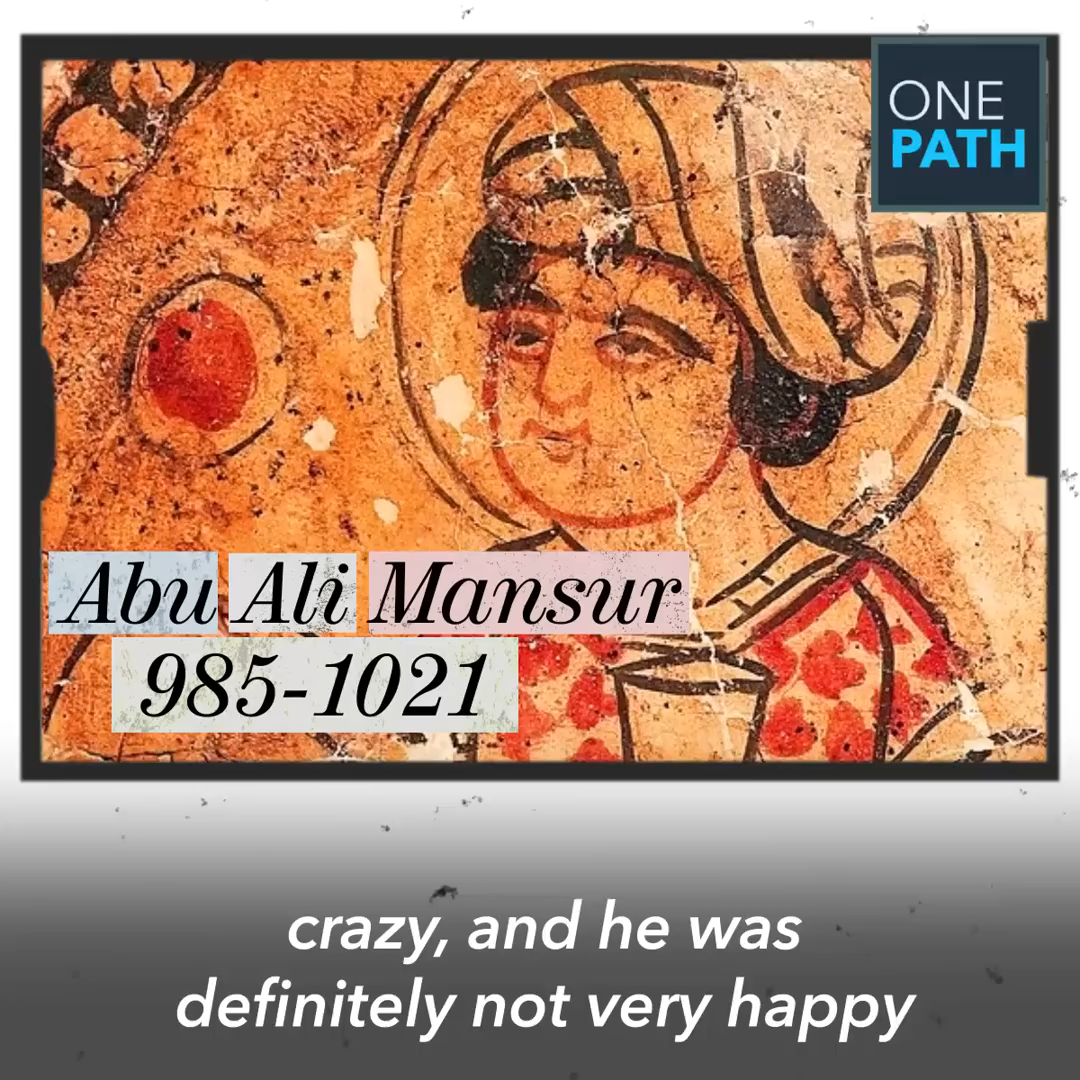 ONE
PATH
Abu Ali Mansur
985-1021
crazy, and he was
definitely not very happy